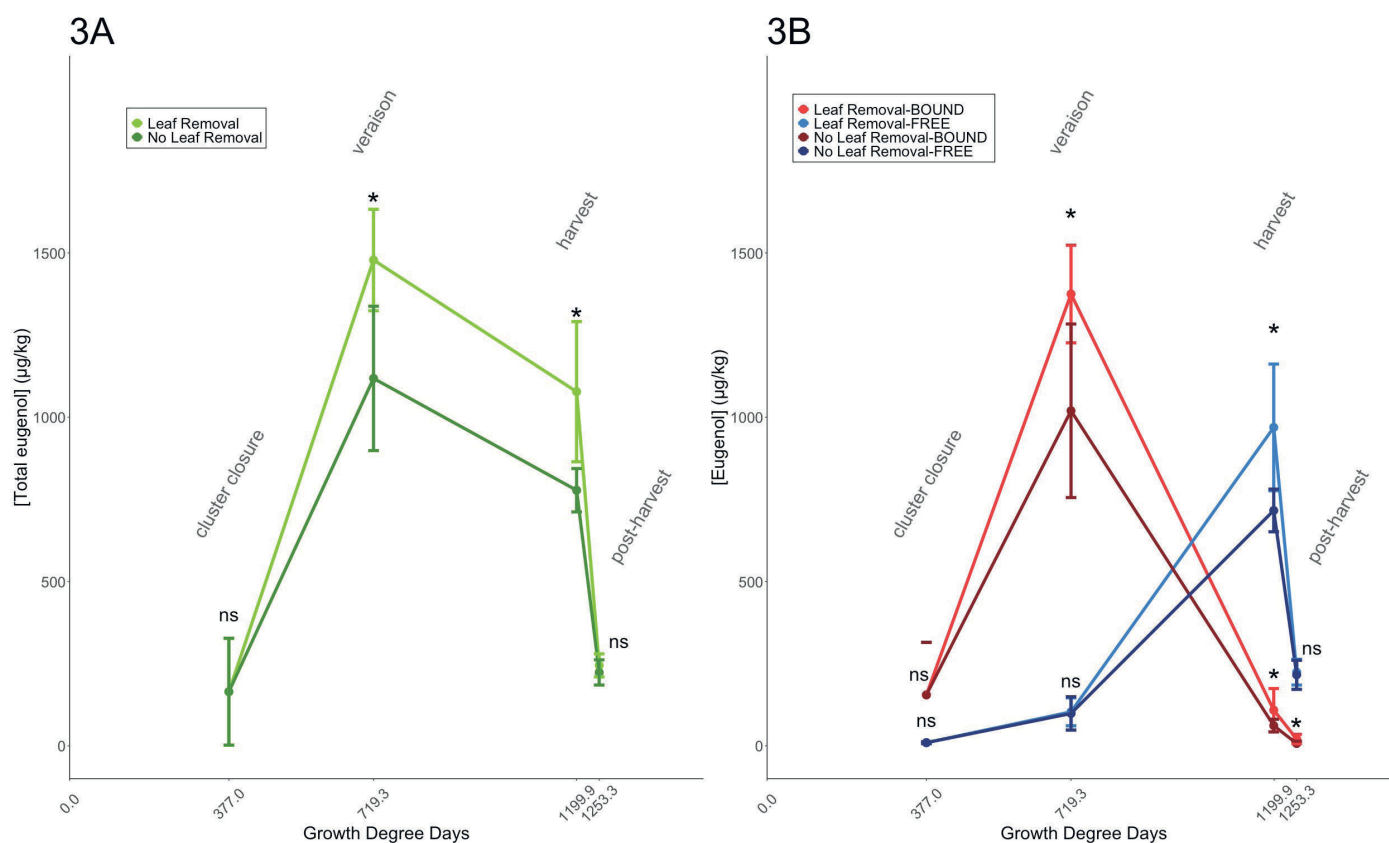 3A
Leaf Removal
No Leaf Removal
veraison
harvest
cluster closure
post-harvest
*
*
ns
ns
1500
1000
500
0
[Total eugenol] (µg/kg)
0.0
377.0
719.3
1199.9
1253.3
Growth Degree Days
3B
Leaf Removal-BOUND
Leaf Removal-FREE
No Leaf Removal-BOUND
No Leaf Removal-FREE
veraison
harvest
cluster closure
post-harvest
*
*
ns
ns
ns
*
ns
*
1500
1000
500
0
[Eugenol] (µg/kg)
0.0
377.0
719.3
1199.9
1253.3
Growth Degree Days